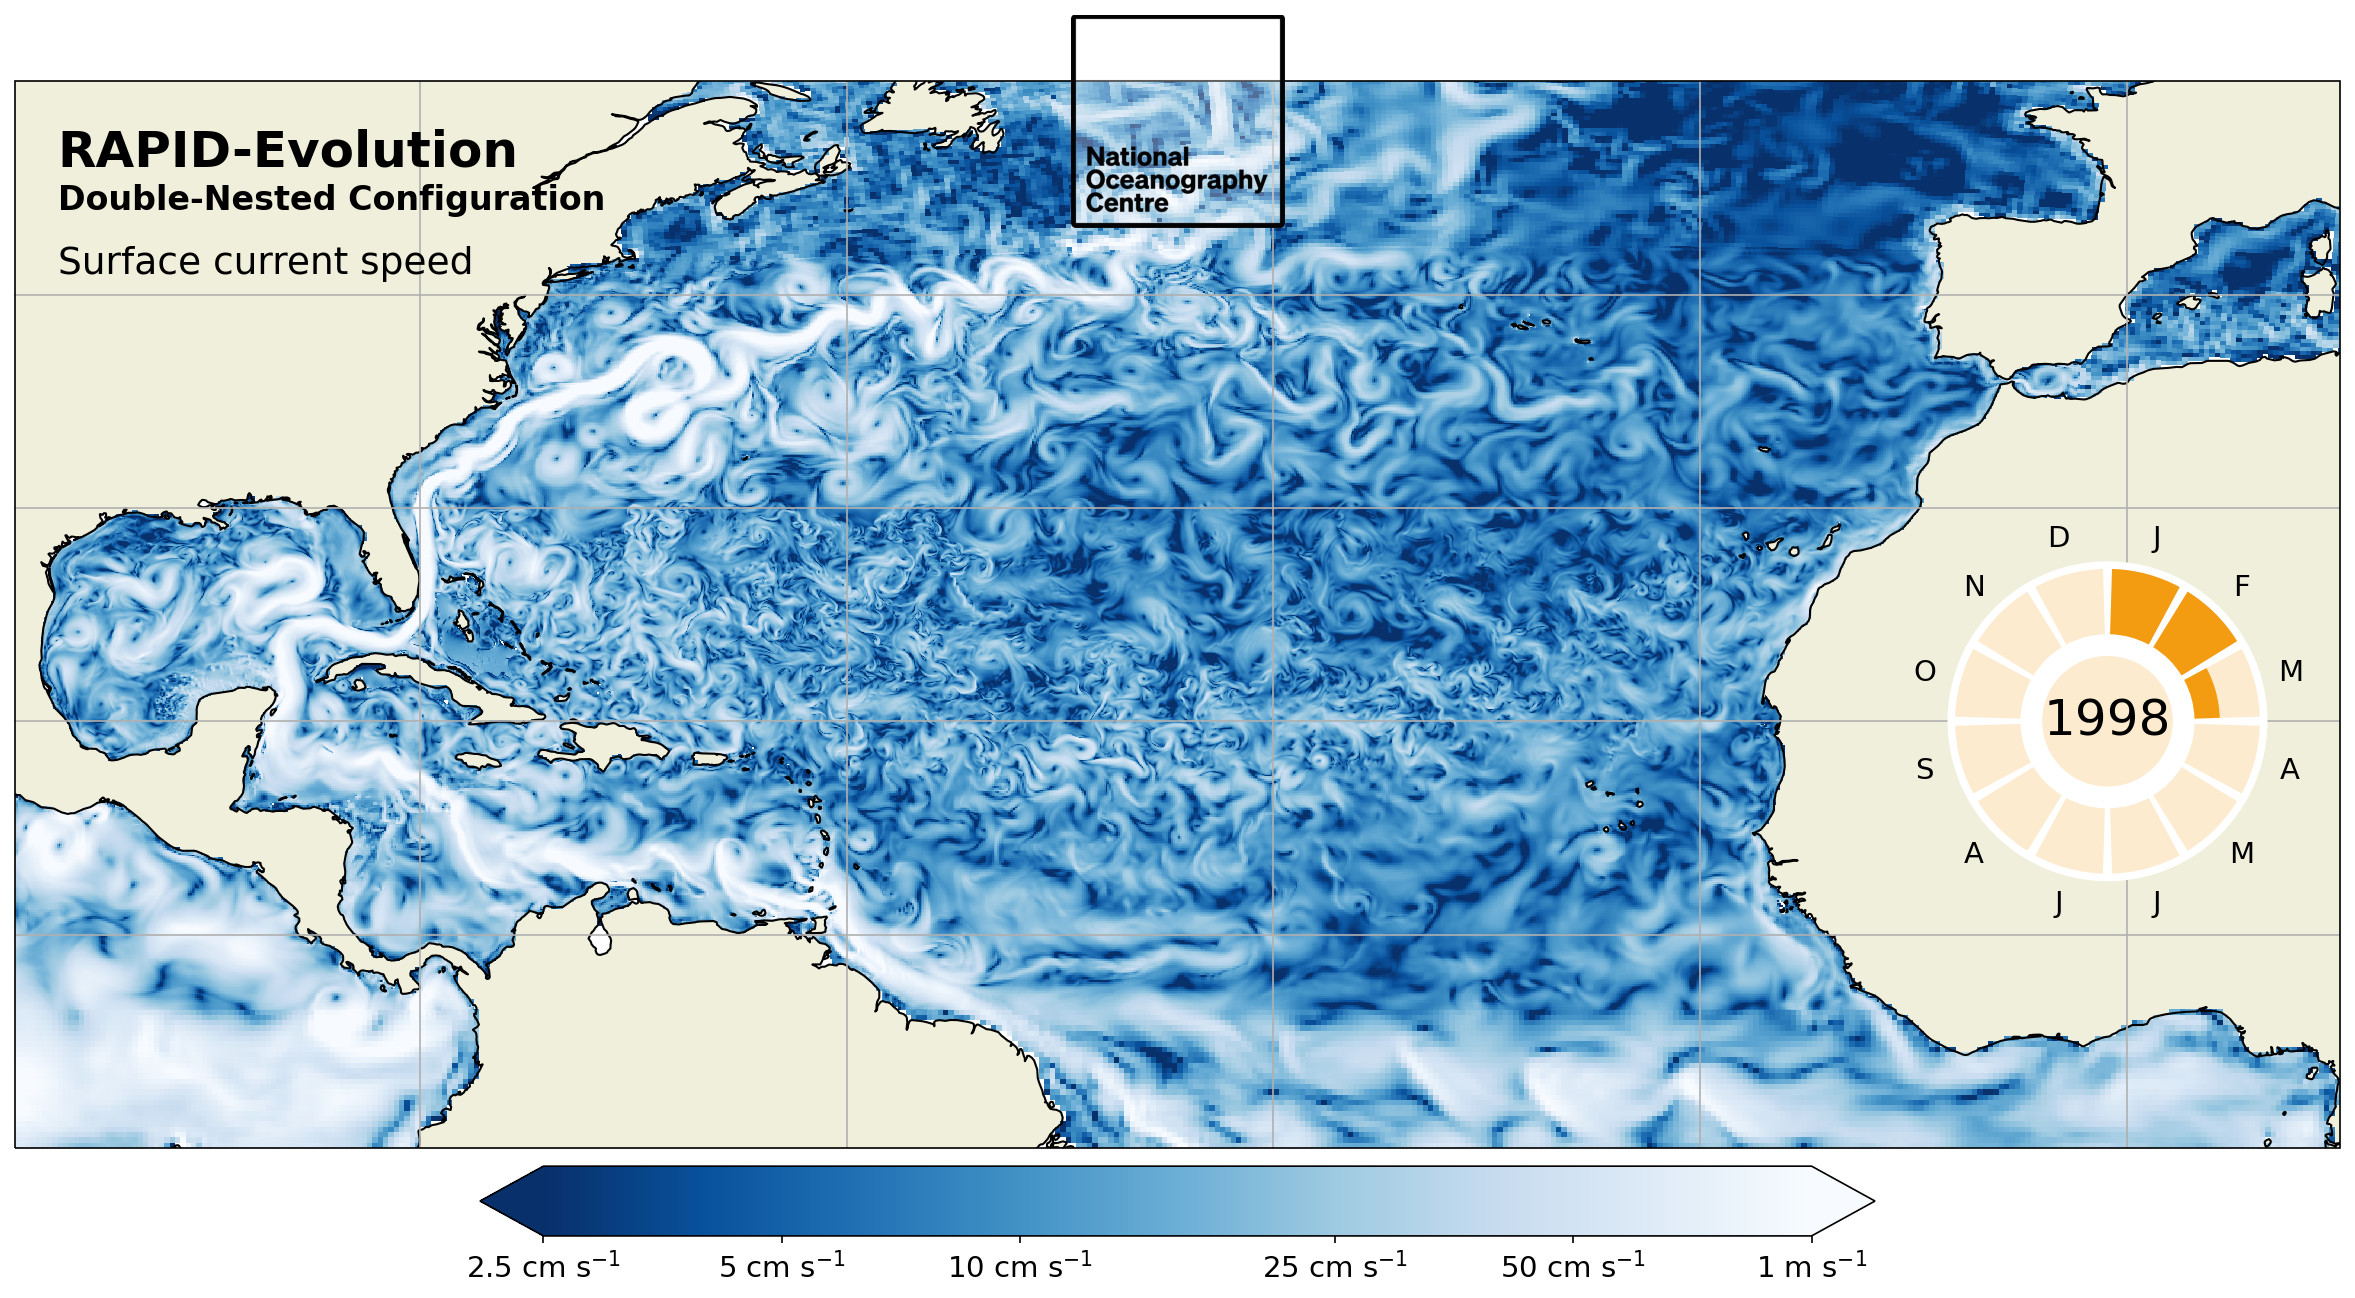 National
Oceanography
Centre
RAPID-Evolution
Double-Nested Configuration
Surface current speed
D J
N F
O M
1998
S A
A M
J J
2.5 cm s⁻¹ 5 cm s⁻¹ 10 cm s⁻¹ 25 cm s⁻¹ 50 cm s⁻¹ 1 m s⁻¹